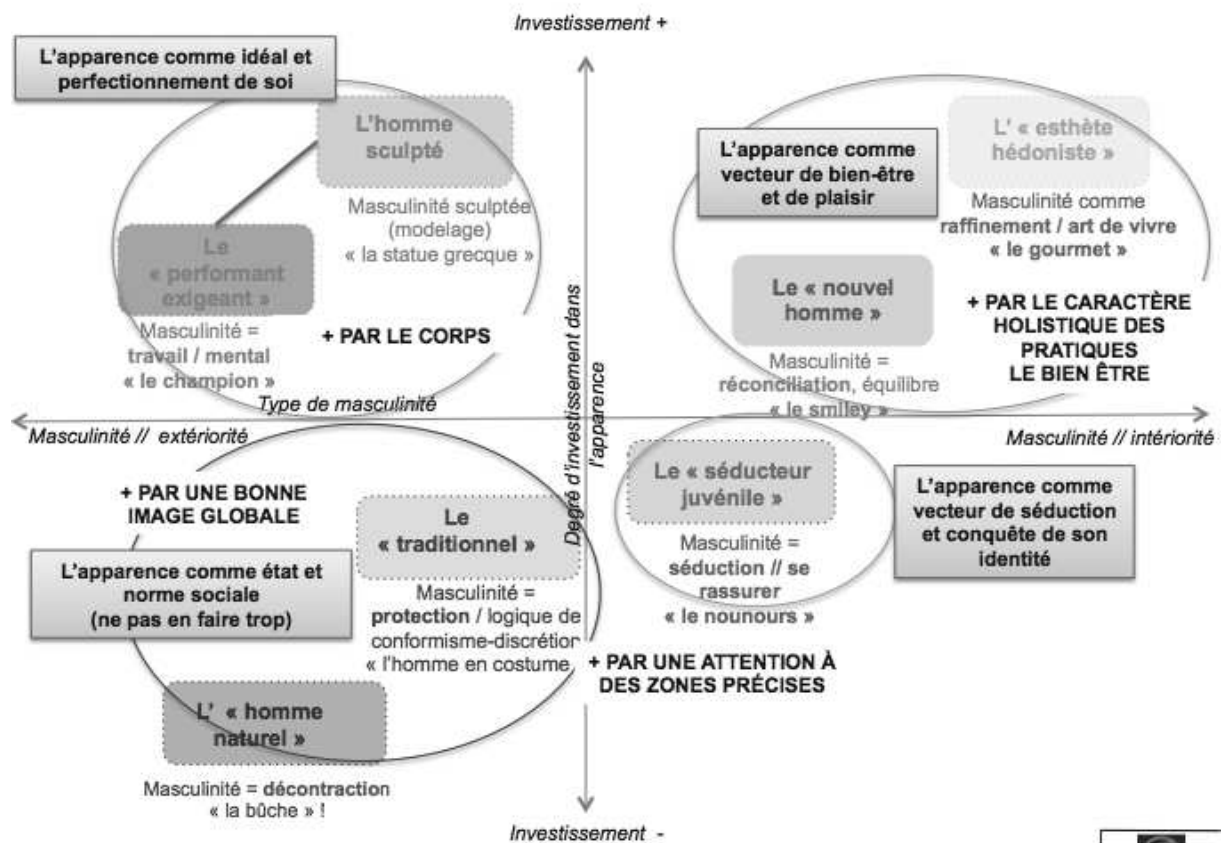 Investissement +
L'apparence comme idéal et
perfectionnement de soi
L'homme
sculpté
Masculinité sculptée
(modelage)
« la statue grecque »
Le
« performant
exigeant »
Masculinité =
travail / mental
« le champion »
+ PAR LE CORPS
L'apparence comme
vecteur de bien-être
et de plaisir
L' « esthète
hédoniste »
Masculinité comme
raffinement / art de vivre
« le gourmet »
Le « nouvel
homme »
Masculinité =
réconciliation, équilibre
« le smiley »
+ PAR LE CARACTÈRE
HOLISTIQUE DES
PRATIQUES
LE BIEN ÊTRE
Type de masculinité
Masculinité // extériorité
Degré d'investissement dans
l'apparence
Masculinité // intériorité
+ PAR UNE BONNE
IMAGE GLOBALE
Le
« traditionnel »
L'apparence comme état et
norme sociale
(ne pas en faire trop)
Masculinité =
protection / logique de
conformisme-discrétion
« l'homme en costume
L' « homme
naturel »
Masculinité = décontraction
« la bûche » !
Le « séducteur
juvénile »
Masculinité =
séduction // se
rassurer
« le nounours »
L'apparence comme
vecteur de séduction
et conquête de son
identité
+ PAR UNE ATTENTION À
DES ZONES PRÉCISES
Investissement -